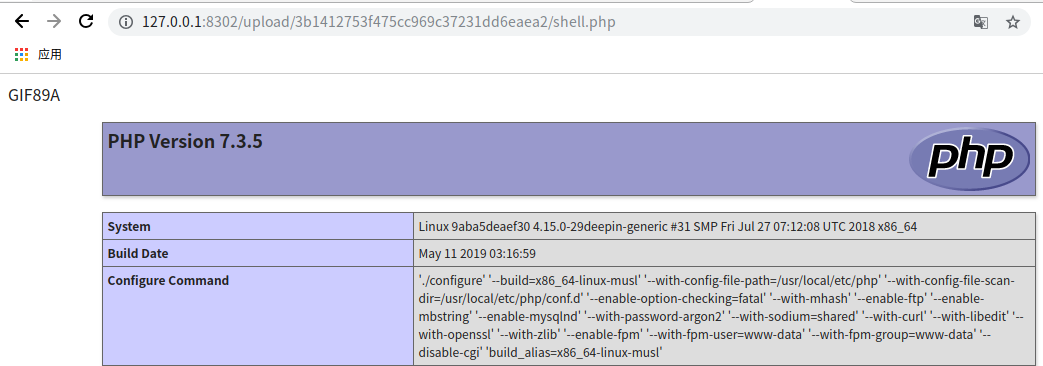 127.0.0.1:8302/upload/3b1412753f475cc969c37231dd6eaea2/shell.php
应用
GIF89A
PHP Version 7.3.5
php
System
Linux 9aba5deaef30 4.15.0-29deepin-generic #31 SMP Fri Jul 27 07:12:08 UTC 2018 x86_64
Build Date
May 11 2019 03:16:59
Configure Command
'./configure' '--build=x86_64-linux-musl' '--with-config-file-path=/usr/local/etc/php' '--with-config-file-scan-
dir=/usr/local/etc/php/conf.d' '--enable-option-checking=fatal' '--with-mhash' '--enable-ftp' '--enable-
mbstring' '--enable-mysqlnd' '--with-password-argon2' '--with-sodium=shared' '--with-curl' '--with-libedit' '--
with-openssl' '--with-zlib' '--enable-fpm' '--with-fpm-user=www-data' '--with-fpm-group=www-data' '--
disable-cgi' 'build_alias=x86_64-linux-musl'